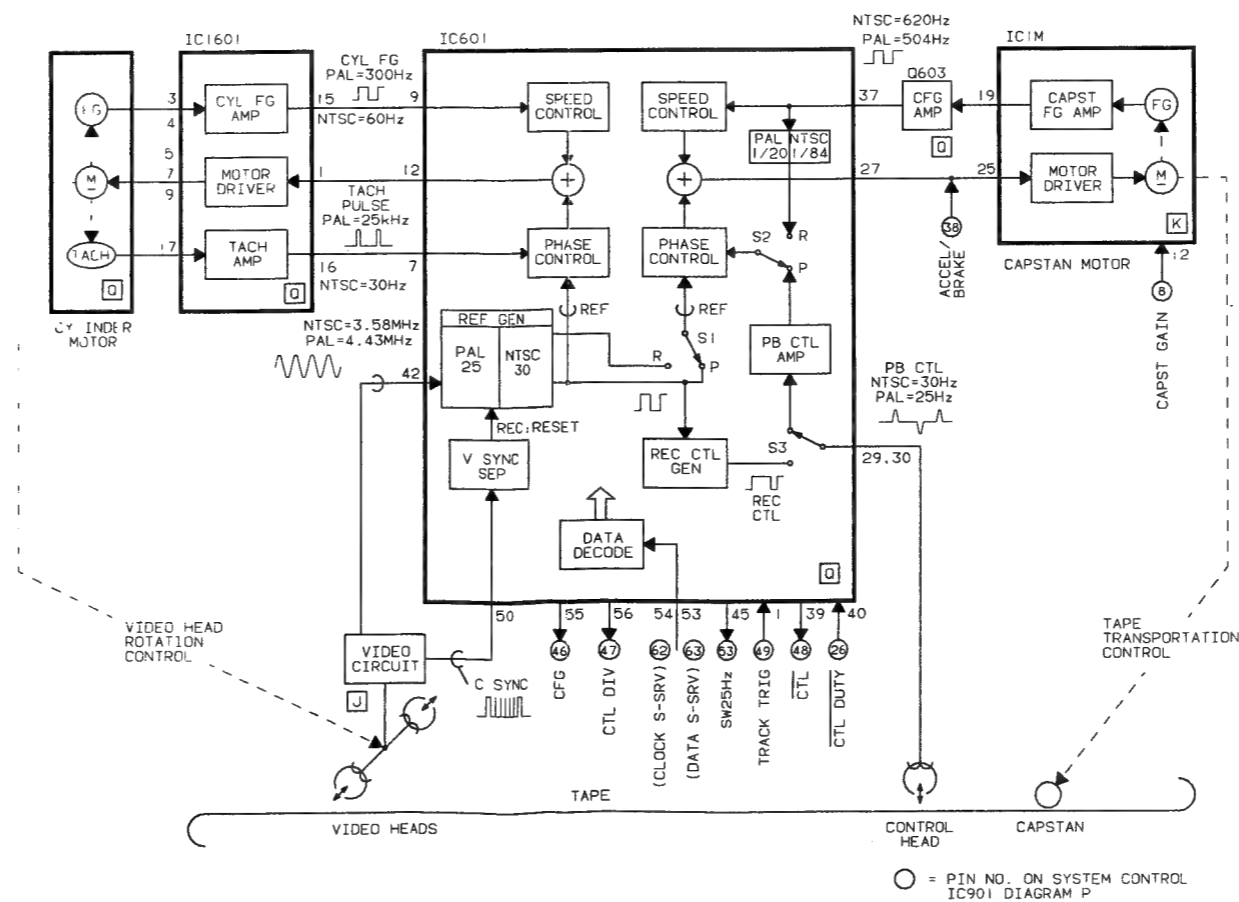 NTSC=620Hz
PAL=504Hz
IC1601
IC601
IC1M
CYL FG
PAL=300Hz
NTSC=60Hz
Q603
FG
3
4
CYL FG
AMP
15
9
SPEED
CONTROL
SPEED
CONTROL
37
CFG
AMP
19
CAPST
FG AMP
FG
Q
PAL NTSC
1/20 1/84
5
7
9
M
MOTOR
DRIVER
1
12
+
+
27
25
MOTOR
DRIVER
M
K
TACH
PULSE
PAL=25kHz
NTSC=30Hz
TACH
17
TACH
AMP
16
7
PHASE
CONTROL
PHASE
CONTROL
S2
R
P
38
ACCEL/
BRAKE
CAPSTAN MOTOR
12
8
CAPST GAIN
Q
Q
INDER
MOTOR
NTSC=3.58MHz
PAL=4.43MHz
42
REF GEN
PAL
25
NTSC
30
REF
REF
S1
R
P
PB CTL
AMP
PB CTL
NTSC=30Hz
PAL=25Hz
REC:RESET
V SYNC
SEP
REC CTL
GEN
S3
REC
CTL
29.30
DATA
DECODE
Q
50
55
56
54
53
45
1
39
40
46
47
62
63
53
49
48
26
CFG
CTL DIV
(CLOCK S-SRV)
(DATA S-SRV)
SW25Hz
TRACK TRIG
CTL
CTL DUTY
VIDEO HEAD
ROTATION
CONTROL
VIDEO
CIRCUIT
J
C SYNC
TAPE
TRANSPORTATION
CONTROL
TAPE
VIDEO HEADS
CONTROL
HEAD
CAPSTAN
= PIN NO. ON SYSTEM CONTROL
IC901 DIAGRAM P